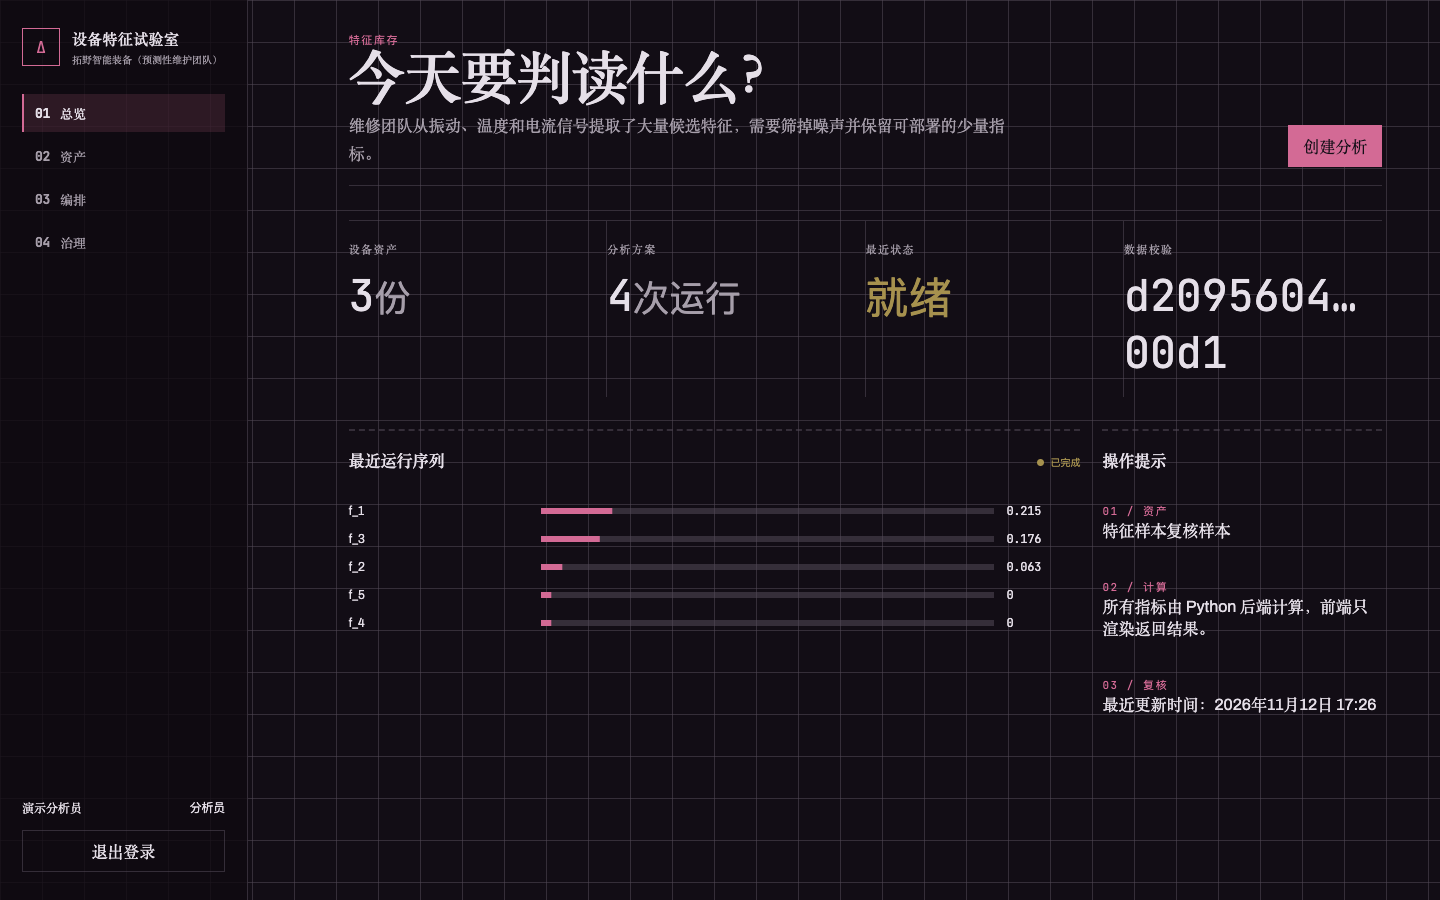 Δ
设备特征试验室
拓野智能装备（预测性维护团队）
01 总览
02 资产
03 编排
04 治理
演示分析员 分析员
退出登录
特征库存
今天要判读什么？
维修团队从振动、温度和电流信号提取了大量候选特征，需要筛掉噪声并保留可部署的少量指
标。
创建分析
设备资产
3份
分析方案
4次运行
最近状态
就绪
数据校验
d2095604…
00d1
最近运行序列 已完成
f_1 0.215
f_3 0.176
f_2 0.063
f_5 0
f_4 0
操作提示
01 / 资产
特征样本复核样本
02 / 计算
所有指标由 Python 后端计算，前端只
渲染返回结果。
03 / 复核
最近更新时间：2026年11月12日 17:26